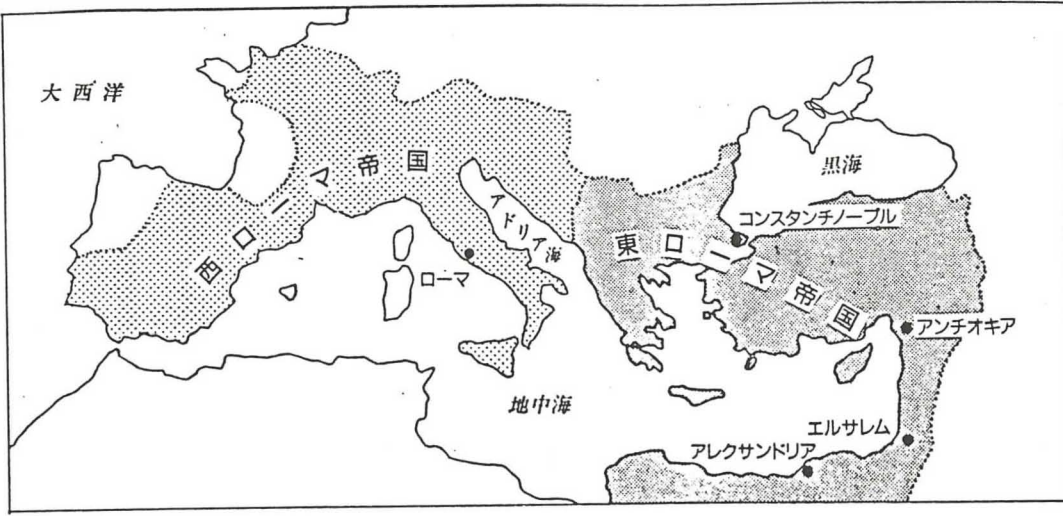 大西洋
西ローマ帝国
アドリア海
ローマ
地中海
東ローマ帝国
黒海
コンスタンチノーブル
アンチオキア
エルサレム
アレクサンドリア